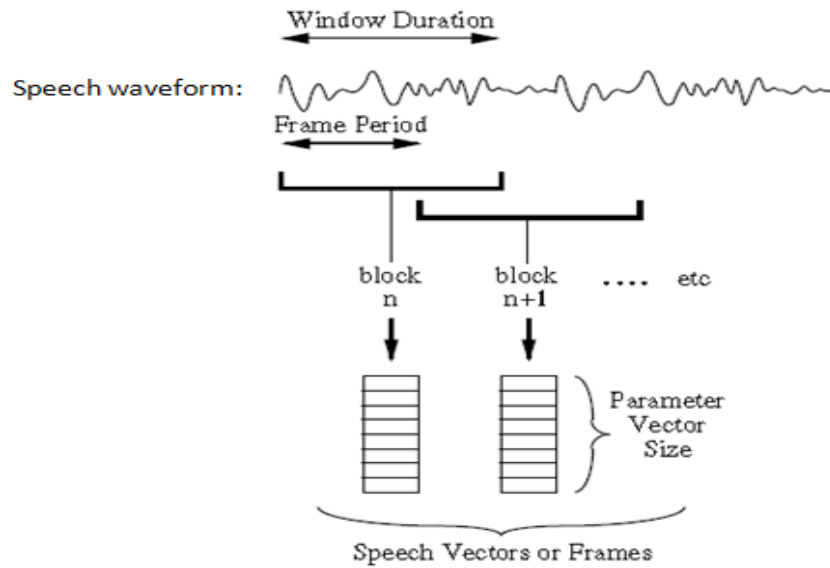 Window Duration
Speech waveform:
Frame Period
block
n
block
n+1
.... etc
Parameter
Vector
Size
Speech Vectors or Frames